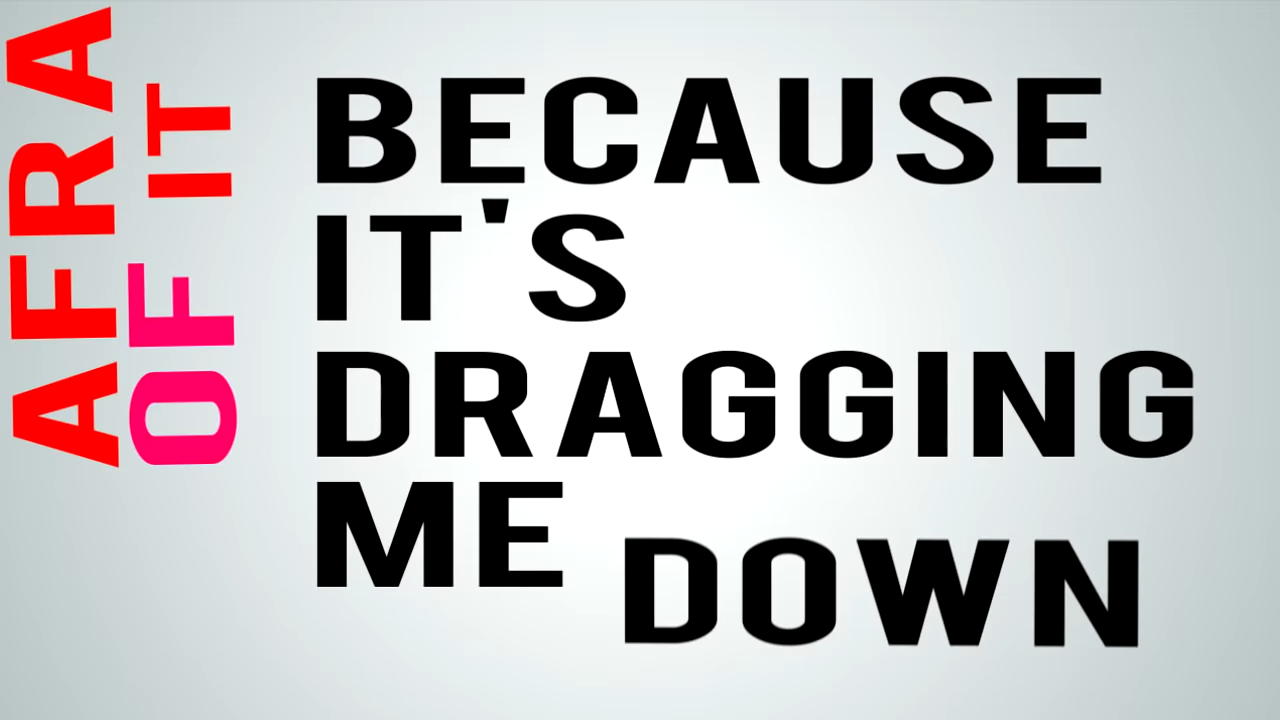 AFRA
OF IT
BECAUSE
IT'S
DRAGGING
ME DOWN